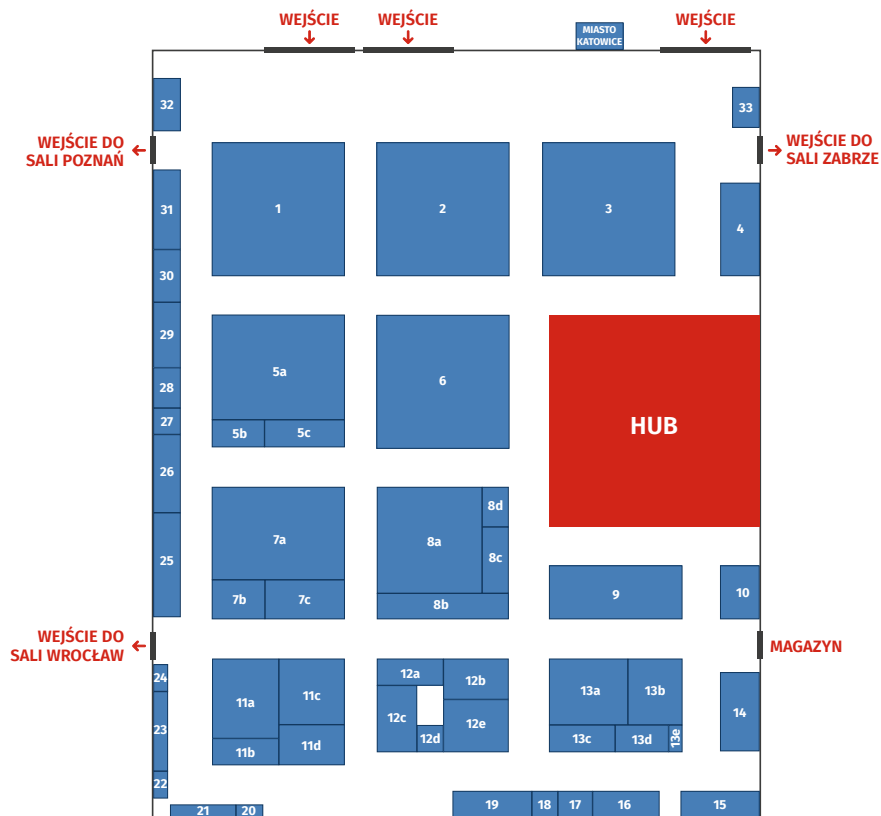 WEJŚCIE
WEJŚCIE
WEJŚCIE
MIASTO
KATOWICE
32
33
WEJŚCIE DO
SALI POZNAŃ
WEJŚCIE DO
SALI ZABRZE
1
2
3
31
4
30
29
5a
6
28
HUB
27
5b
5c
26
8d
7a
8a
8c
25
7b
7c
8b
9
10
WEJŚCIE DO
SALI WROCŁAW
MAGAZYN
24
11a
11c
12a
12b
13a
13b
14
23
12c
12e
12d
11b
11d
13c
13d
13e
22
21
20
19
18
17
16
15